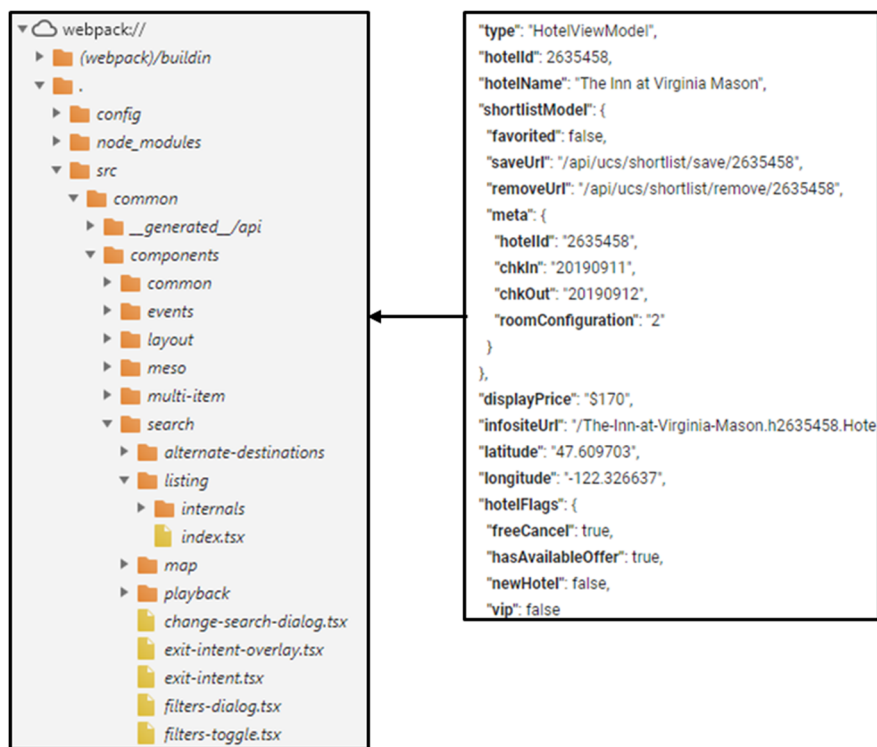 webpack://
(webpack)/buildin
.
config
node_modules
src
common
__generated__/api
components
common
events
layout
meso
multi-item
search
alternate-destinations
listing
internals
index.tsx
map
playback
change-search-dialog.tsx
exit-intent-overlay.tsx
exit-intent.tsx
filters-dialog.tsx
filters-toggle.tsx
"type": "HotelViewModel",
"hotelId": 2635458,
"hotelName": "The Inn at Virginia Mason",
"shortlistModel": {
"favorited": false,
"saveUrl": "/api/ucs/shortlist/save/2635458",
"removeUrl": "/api/ucs/shortlist/remove/2635458",
"meta": {
"hotelId": "2635458",
"chkIn": "20190911",
"chkOut": "20190912",
"roomConfiguration": "2"
}
},
"displayPrice": "$170",
"infositeUrl": "/The-Inn-at-Virginia-Mason.h2635458.Hote
"latitude": "47.609703",
"longitude": "-122.326637",
"hotelFlags": {
"freeCancel": true,
"hasAvailableOffer": true,
"newHotel": false,
"vip": false